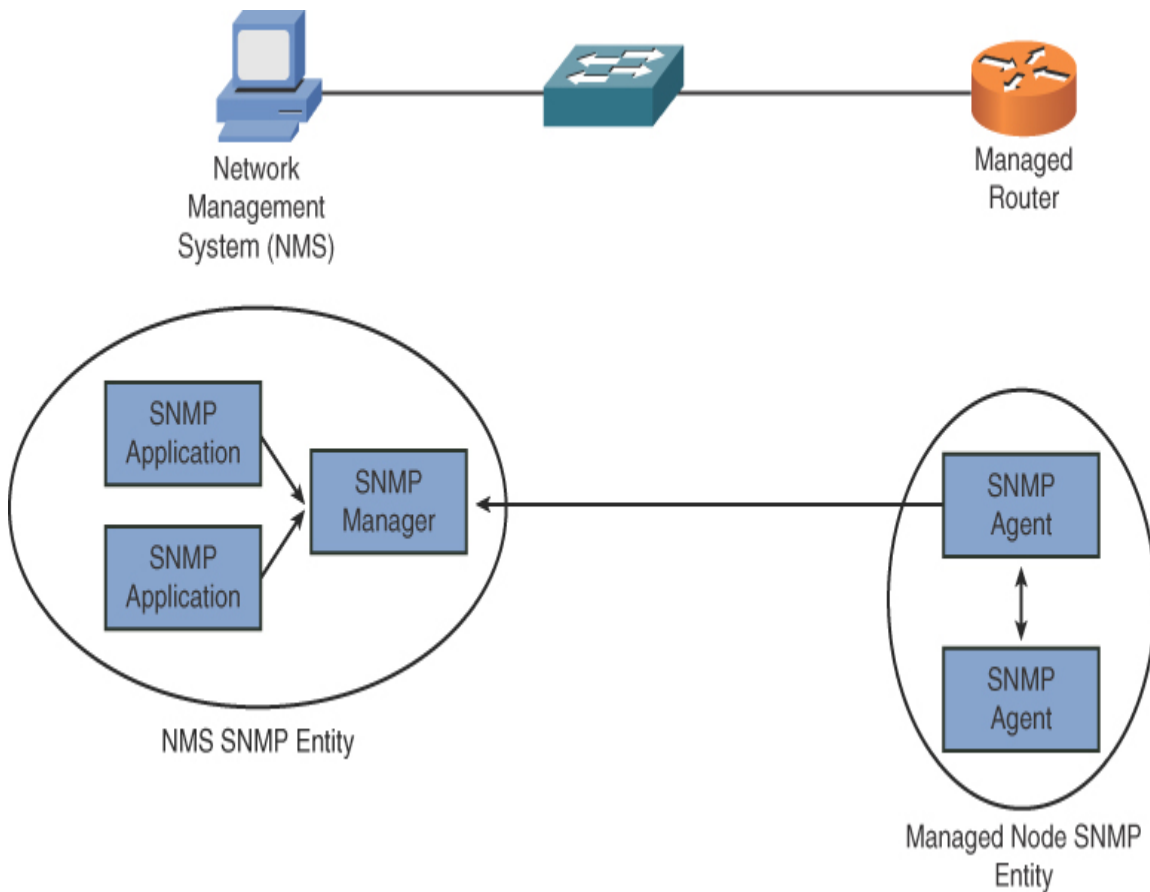 Network
Management
System (NMS)
Managed
Router
SNMP
Application
SNMP
Application
SNMP
Manager
NMS SNMP Entity
SNMP
Agent
SNMP
Agent
Managed Node SNMP
Entity